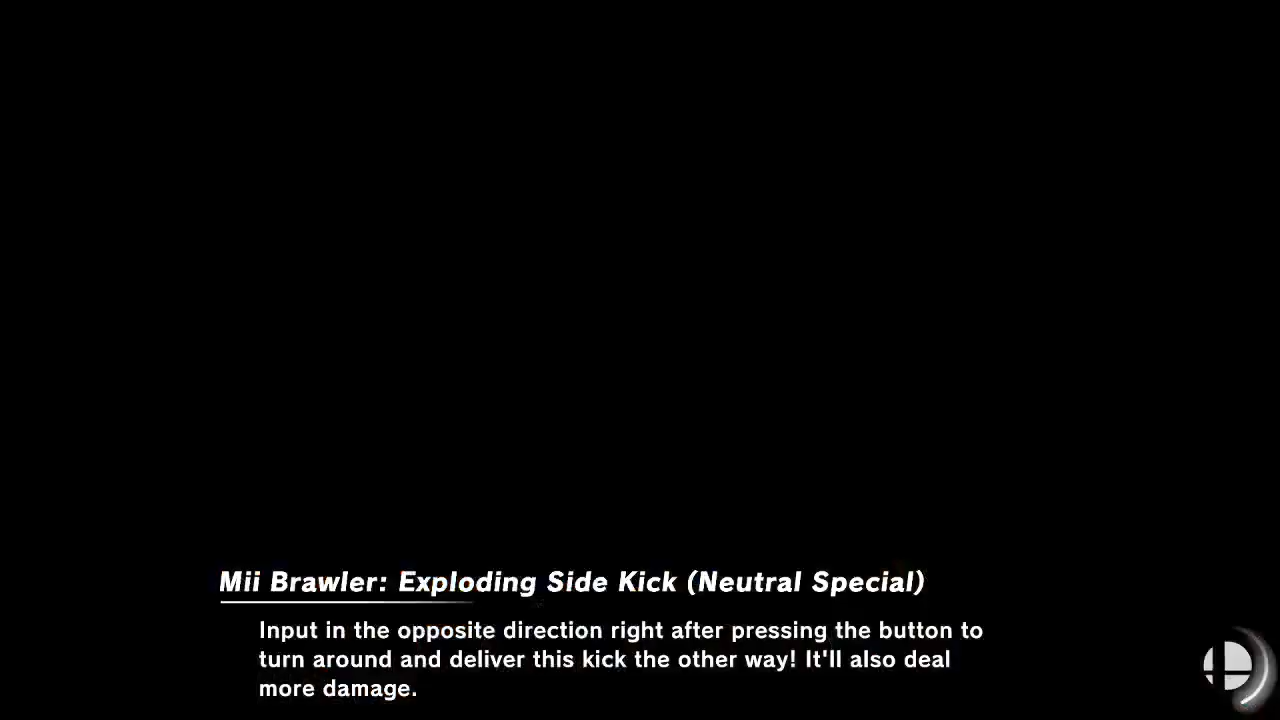 Mii Brawler: Exploding Side Kick (Neutral Special)
Input in the opposite direction right after pressing the button to
turn around and deliver this kick the other way! It'll also deal
more damage.